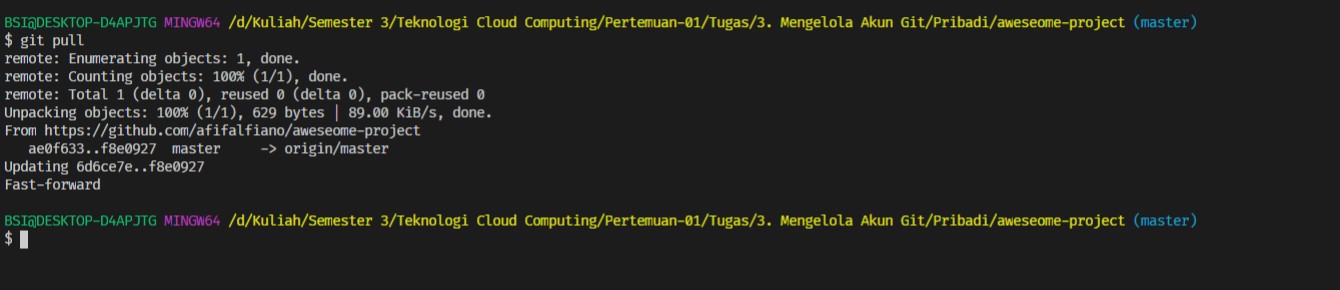 BSI@DESKTOP-D4APJTG MINGW64 /d/Kuliah/Semester 3/Teknologi Cloud Computing/Pertemuan-01/Tugas/3. Mengelola Akun Git/Pribadi/aweseome-project (master)
$ git pull
remote: Enumerating objects: 1, done.
remote: Counting objects: 100% (1/1), done.
remote: Total 1 (delta 0), reused 0 (delta 0), pack-reused 0
Unpacking objects: 100% (1/1), 629 bytes | 89.00 KiB/s, done.
From https://github.com/afifalfiano/aweseome-project
   ae0f633..f8e0927  master     -> origin/master
Updating 6d6ce7e..f8e0927
Fast-forward
BSI@DESKTOP-D4APJTG MINGW64 /d/Kuliah/Semester 3/Teknologi Cloud Computing/Pertemuan-01/Tugas/3. Mengelola Akun Git/Pribadi/aweseome-project (master)
$